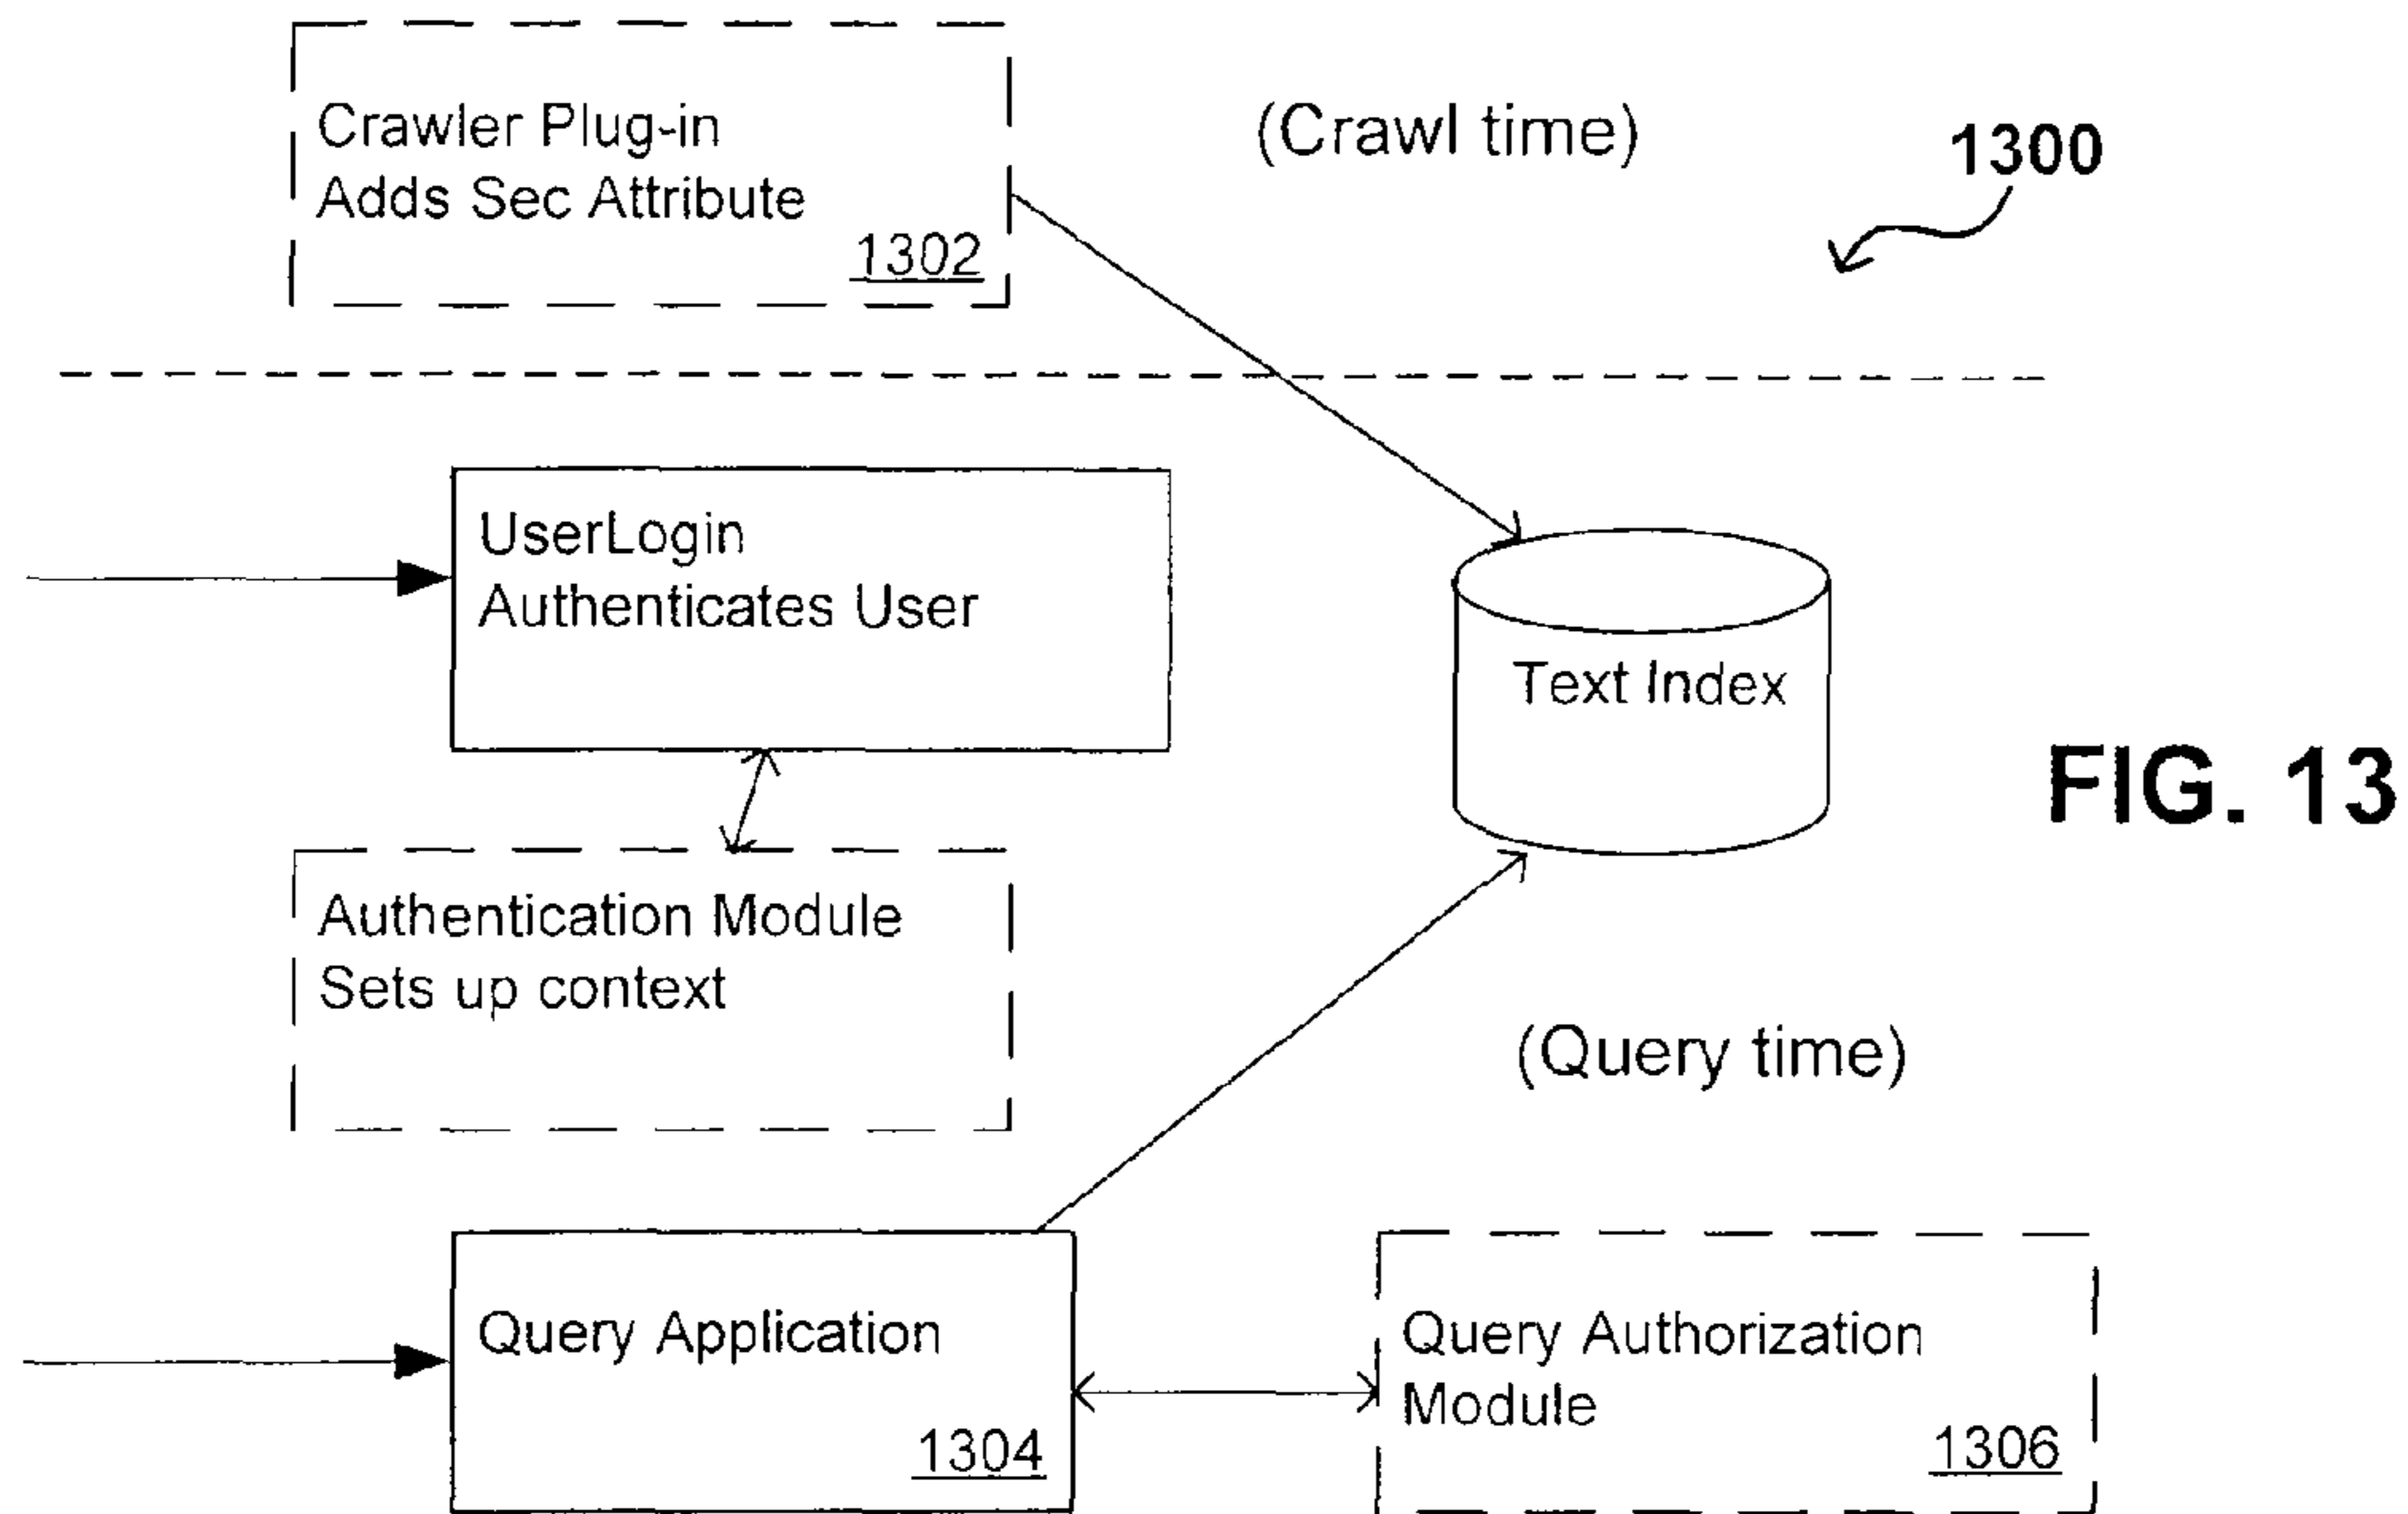 Crawler Plug-in
Adds Sec Attribute
1302
(Crawl time)
1300
UserLogin
Authenticates User
Text Index
FIG. 13
Authentication Module
Sets up context
(Query time)
Query Application
1304
Query Authorization
Module
1306